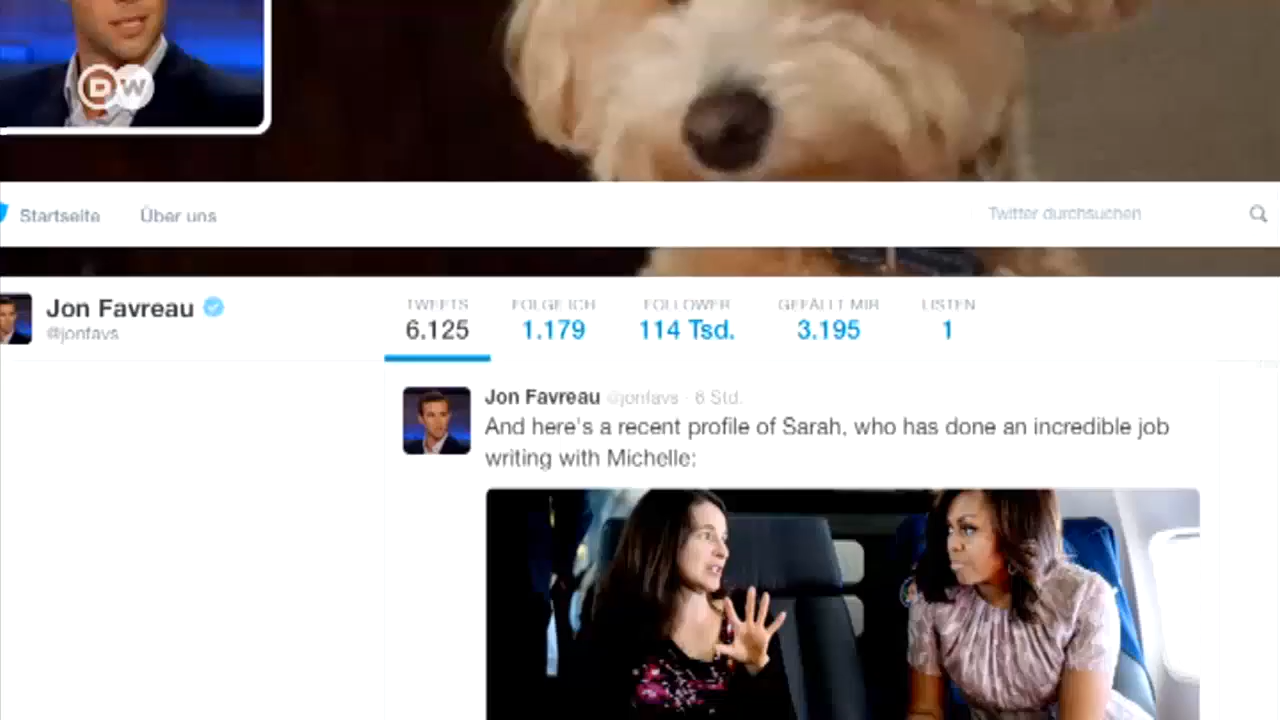 DW
Startseite Über uns Twitter durchsuchen
Jon Favreau
@jonfavs
TWEETS FOLGE ICH FOLLOWER GEFÄLLT MIR LISTEN
6.125 1.179 114 Tsd. 3.195 1
Jon Favreau @jonfavs · 6 Std.
And here's a recent profile of Sarah, who has done an incredible job
writing with Michelle: